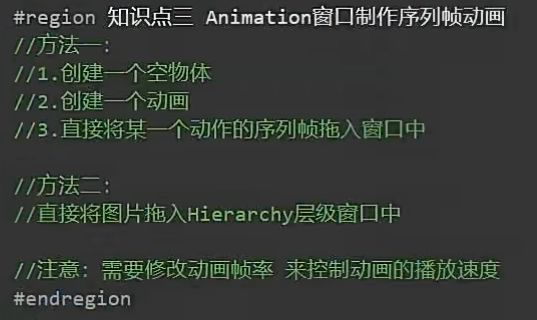 #region 知识点三 Animation窗口制作序列帧动画
//方法一:
//1.创建一个空物体
//2.创建一个动画
//3.直接将某一个动作的序列帧拖入窗口中
//方法二:
//直接将图片拖入Hierarchy层级窗口中
//注意: 需要修改动画帧率 来控制动画的播放速度
#endregion